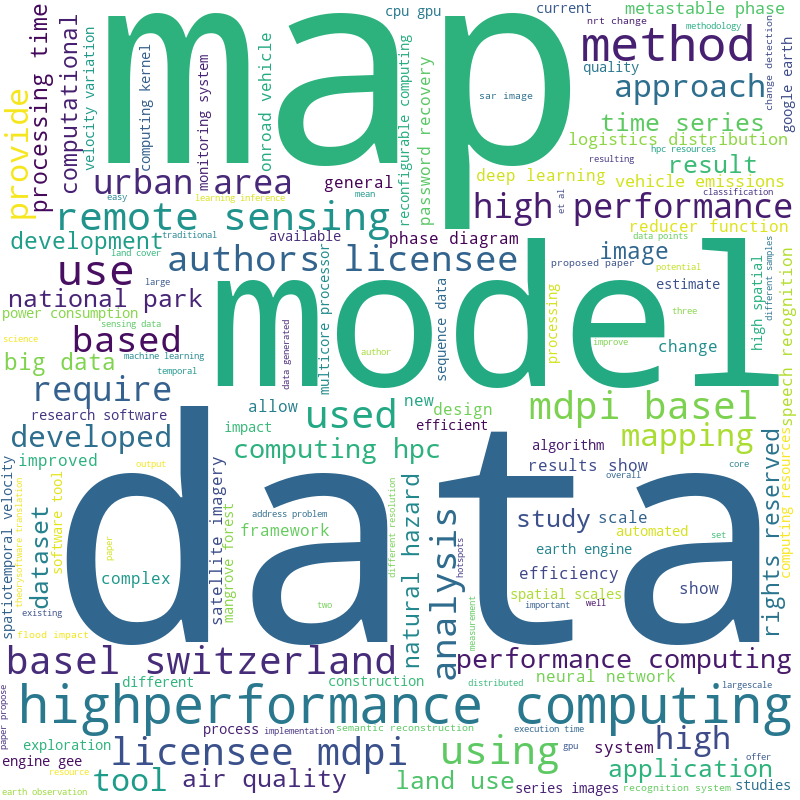 cpu gpu
current
nrt change
metastable phase
methodology
map
method
quality
change detection
google earth
provide
processing time
computational
velocity variation
computing kernel
monitoring system
onroad vehicle
reconfigurable computing
password recovery
sar image
approach
time series
logistics distribution
resulting
hpc resources
result
urban area
general
deep learning
vehicle emissions
classification
easy
learning inference
mean
et al
high performance
remote sensing
reducer function
development
land cover
traditional
available
phase diagram
data points
different samples
use
authors licensee
image
proposed paper
potential
high spatial
speech recognition
national park
large
data generated
multicore processor
sequence data
model
processing
estimate
power consumption
sensing data
based
change
science
machine learning
temporal
author
improve
three
big data
require
allow
new
design
mdpi basel
research software
impact
used
efficient
developed
computing hpc
algorithm
mapping
improved
results show
core
rights reserved
computing resources
spatiotemporal velocity
theorysoftware translation
software tool
output
data
satellite imagery
mangrove forest
address problem
framework
natural hazard
different resolution
analysis
hotspots
measurement
overall
study
scale
automated
set
dataset
paper
complex
earth engine
efficiency
spatial scales
show
existing
two
important
well
flood impact
basel switzerland
performance computing
different
construction
distributed
neural network
largescale
paper propose
highperformance computing
process
implementation
semantic reconstruction
execution time
exploration
engine gee
licensee mdpi
using
gpu
system
high
offer
resource
tool
air quality
land use
series images
application
recognition system
studies
earth observation